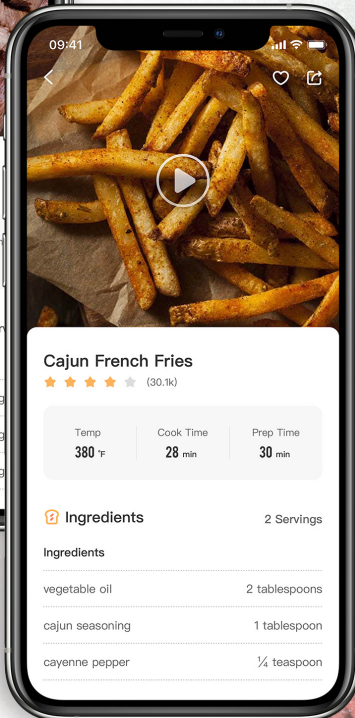 09:41
Cajun French Fries
(30.1k)
Temp Cook Time Prep Time
380 °F 28 min 30 min
Ingredients 2 Servings
Ingredients
vegetable oil 2 tablespoons
cajun seasoning 1 tablespoon
cayenne pepper ¼ teaspoon